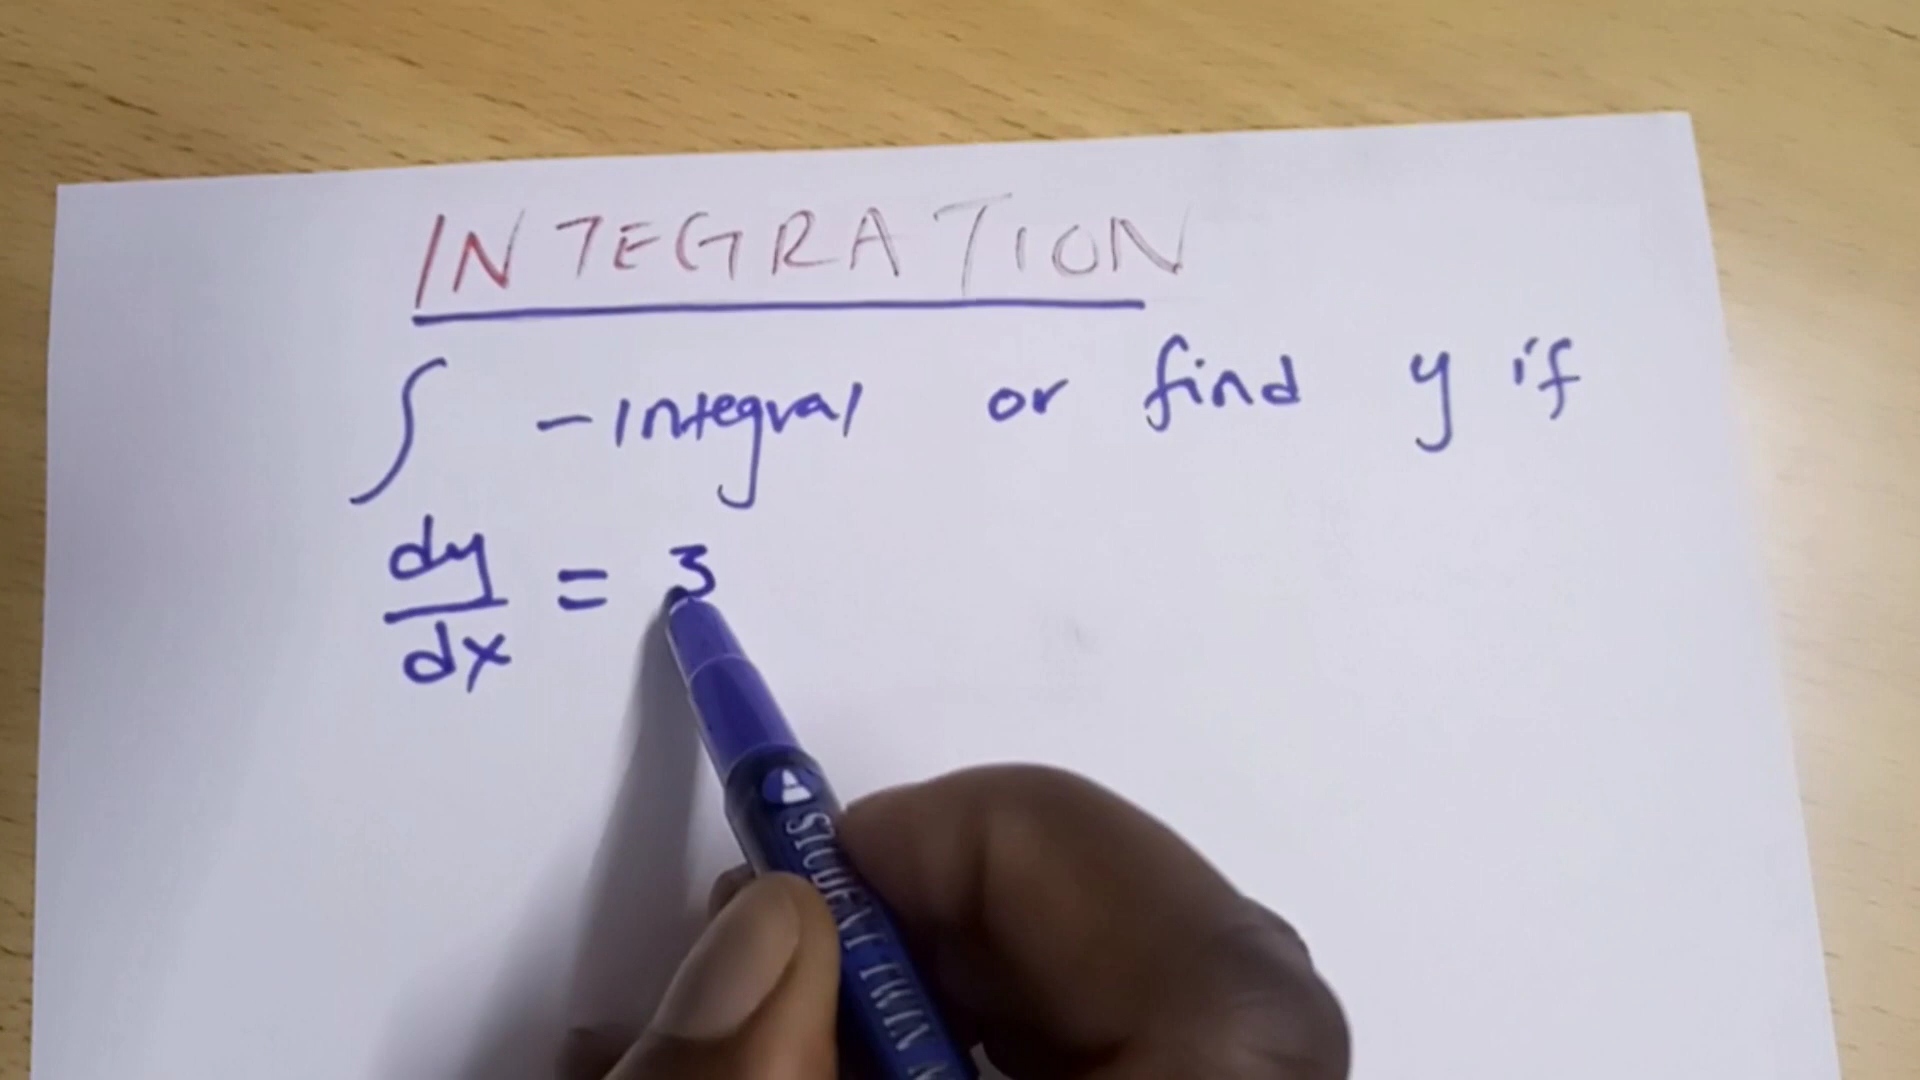 INTEGRATION
∫ - Integral or find y if
dy/dx = 3
STUDENT TWIN